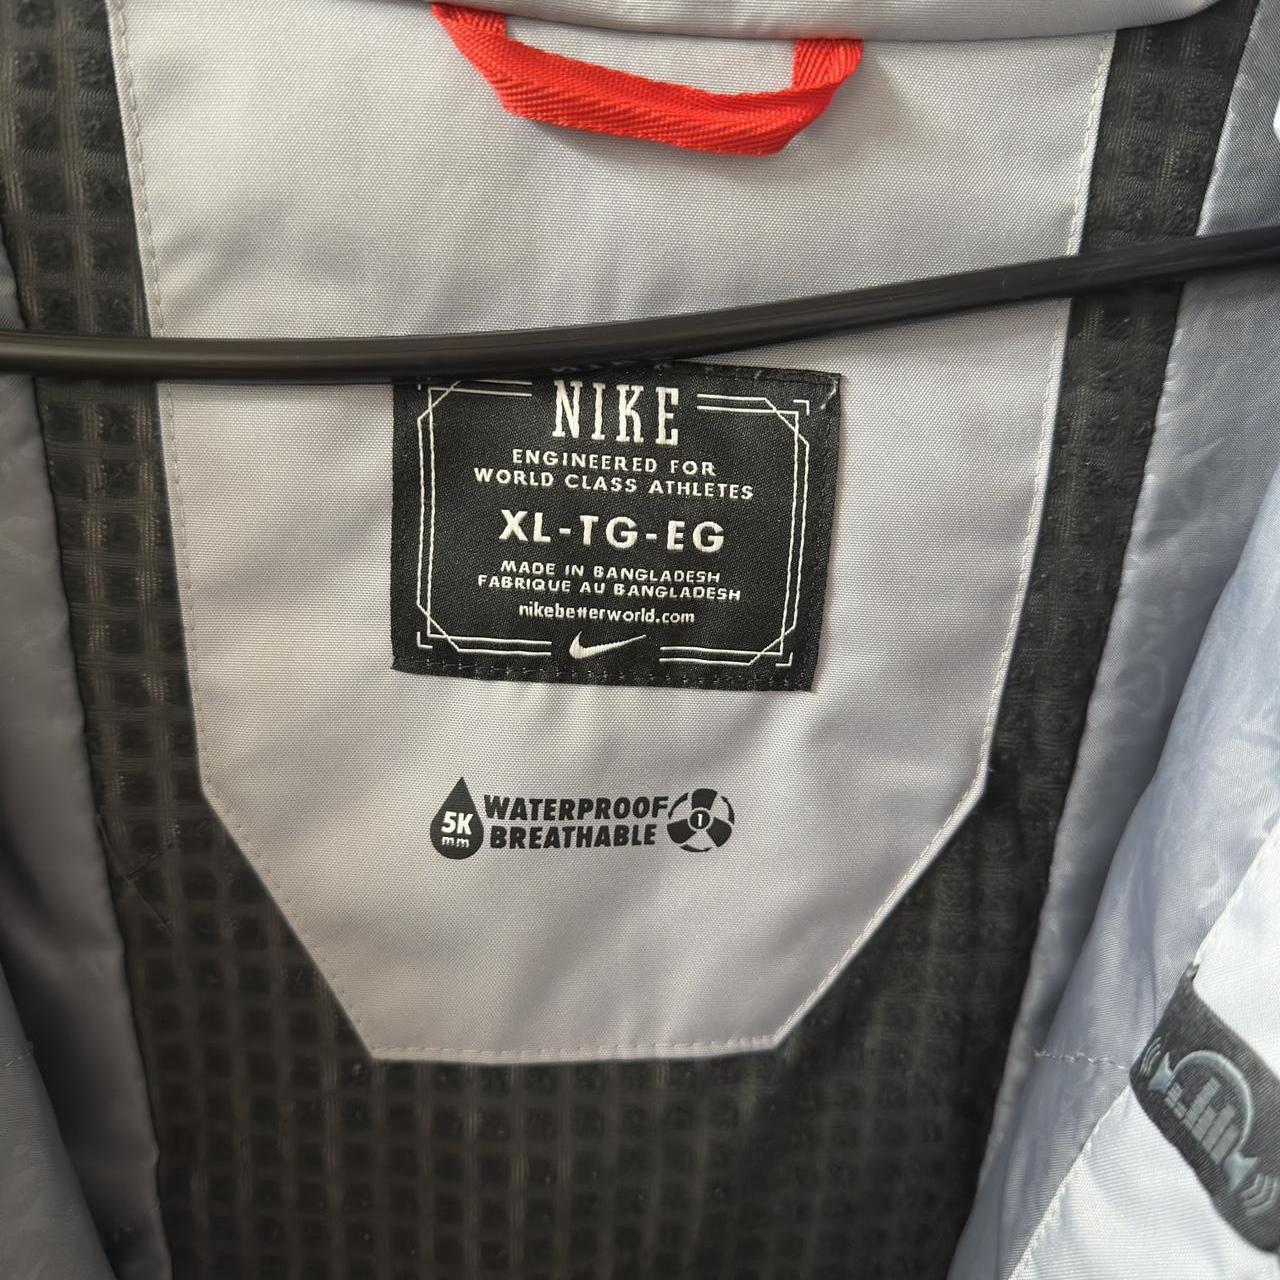 NIKE
ENGINEERED FOR
WORLD CLASS ATHLETES
XL-TG-EG
MADE IN BANGLADESH
FABRIQUE AU BANGLADESH
nikebetterworld.com
5K
mm
WATERPROOF
BREATHABLE
1